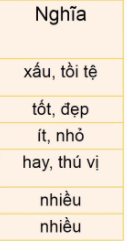 Nghĩa
xấu, tồi tệ
tốt, đẹp
ít, nhỏ
hay, thú vị
nhiều
nhiều